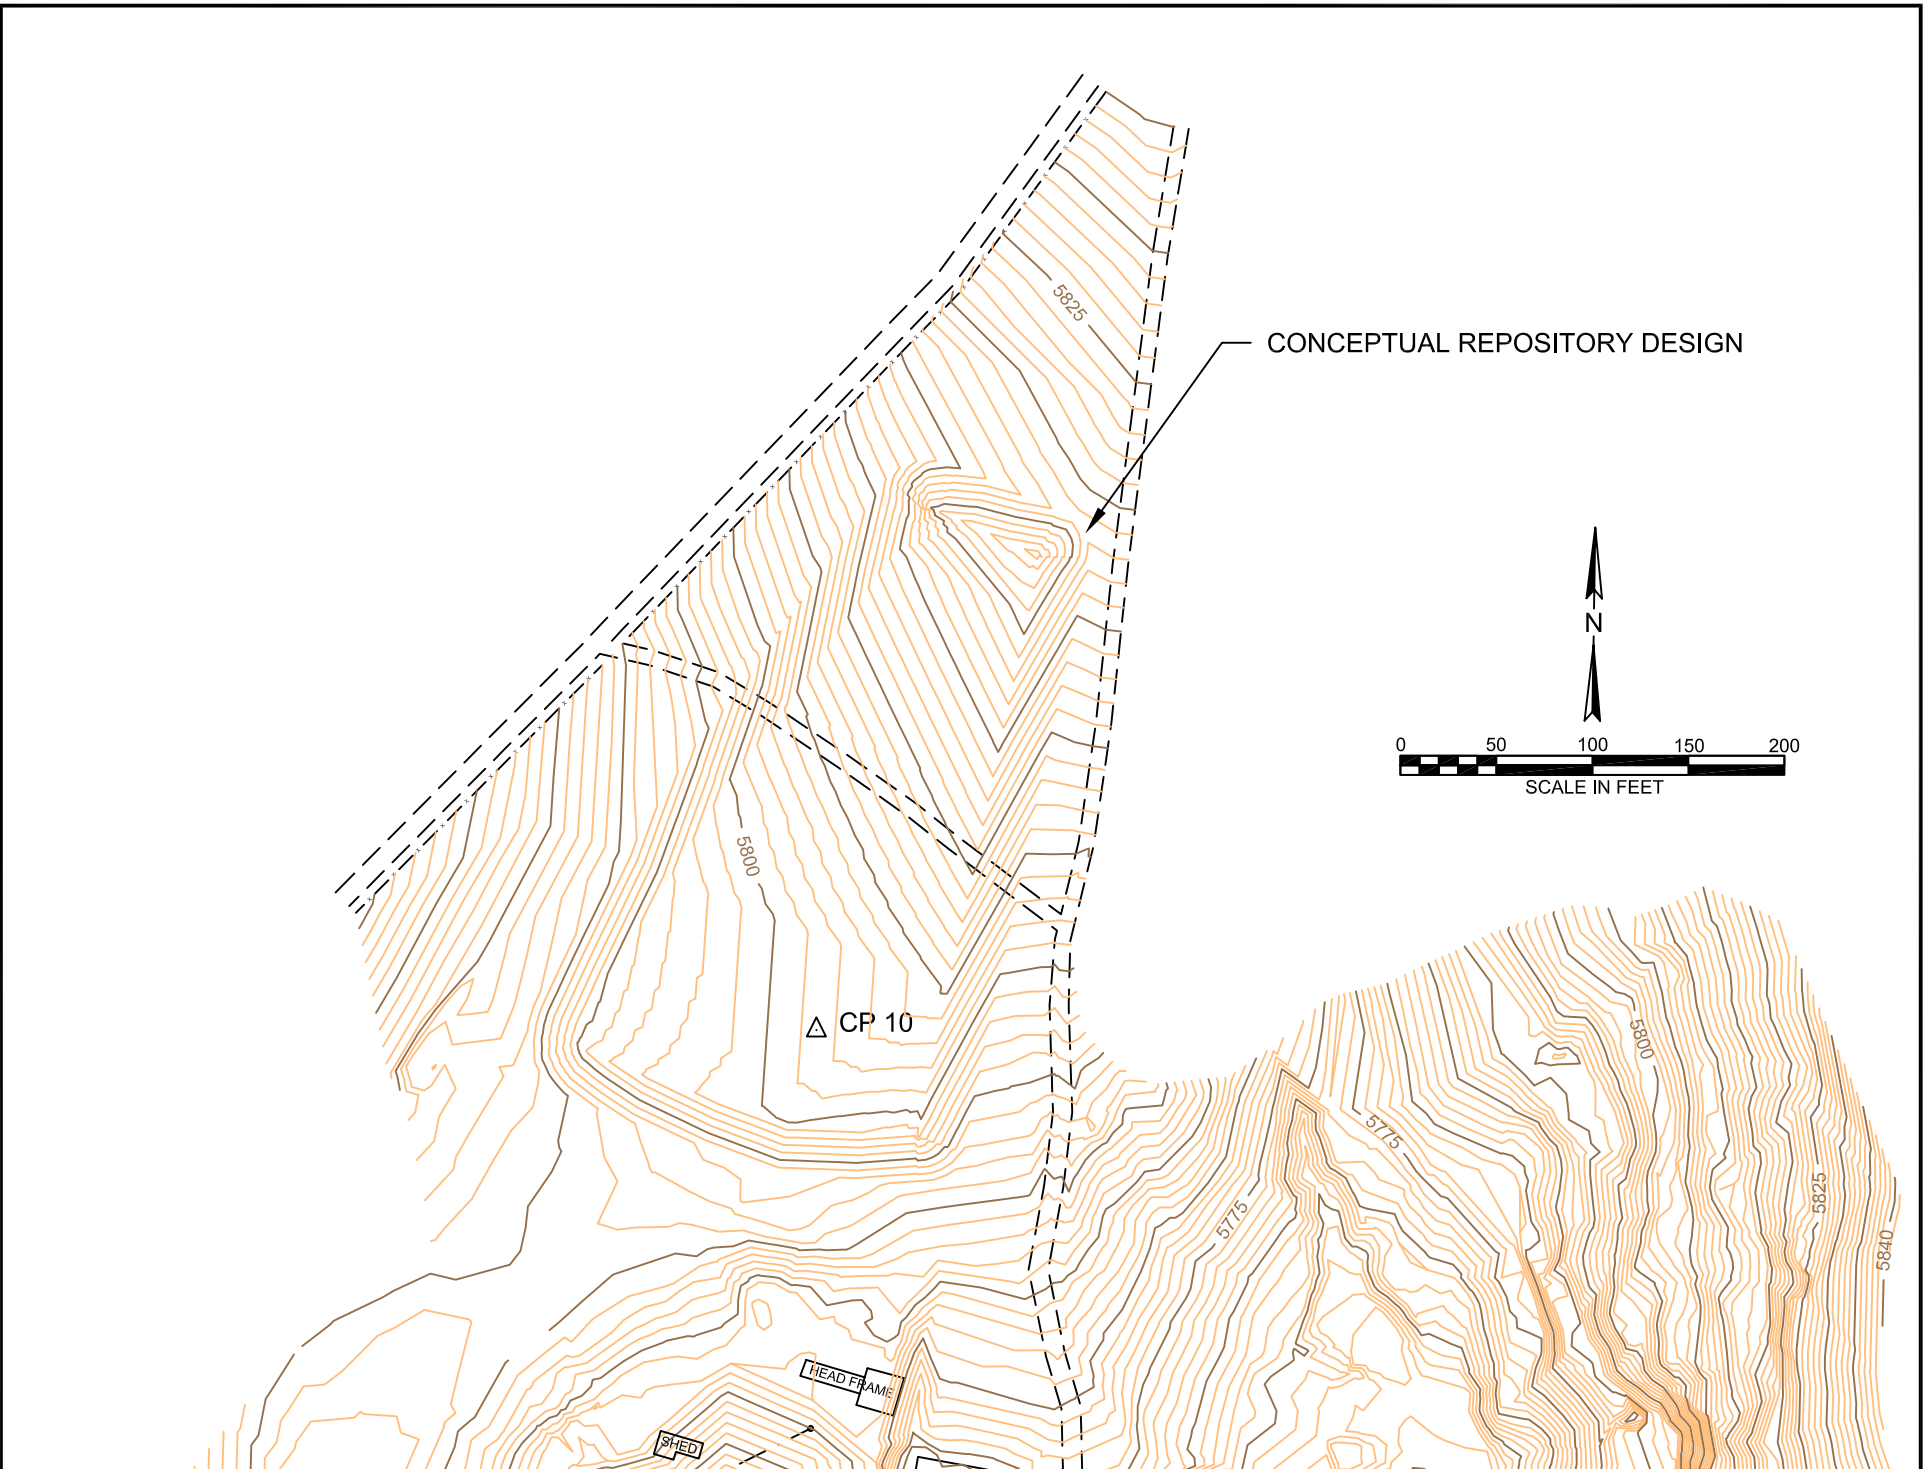 5825
CONCEPTUAL REPOSITORY DESIGN
N
0 50 100 150 200
SCALE IN FEET
5800
CP 10
5800
5775
5825
5775
5840
HEAD FRAME
SHED